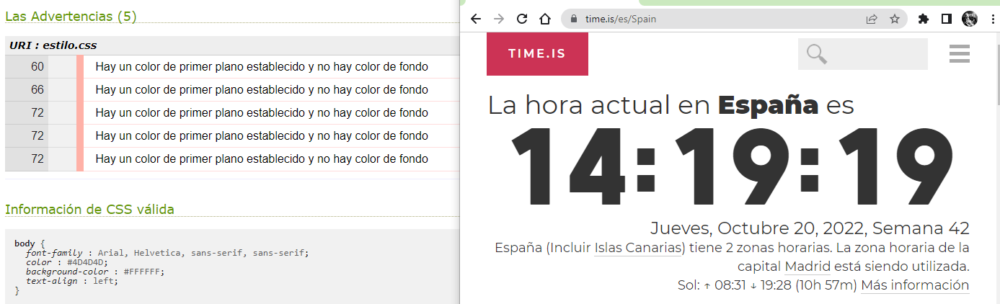 Las Advertencias (5)
URI : estilo.css
60 Hay un color de primer plano establecido y no hay color de fondo
66 Hay un color de primer plano establecido y no hay color de fondo
72 Hay un color de primer plano establecido y no hay color de fondo
72 Hay un color de primer plano establecido y no hay color de fondo
72 Hay un color de primer plano establecido y no hay color de fondo
Información de CSS válida
body {
font-family : Arial, Helvetica, sans-serif, sans-serif;
color : #4D4D4D;
background-color : #FFFFFF;
text-align : left;
}
time.is/es/Spain
TIME.IS
La hora actual en España es
14:19:19
Jueves, Octubre 20, 2022, Semana 42
España (Incluir Islas Canarias) tiene 2 zonas horarias. La zona horaria de la
capital Madrid está siendo utilizada.
Sol: ↑ 08:31 ↓ 19:28 (10h 57m) Más información